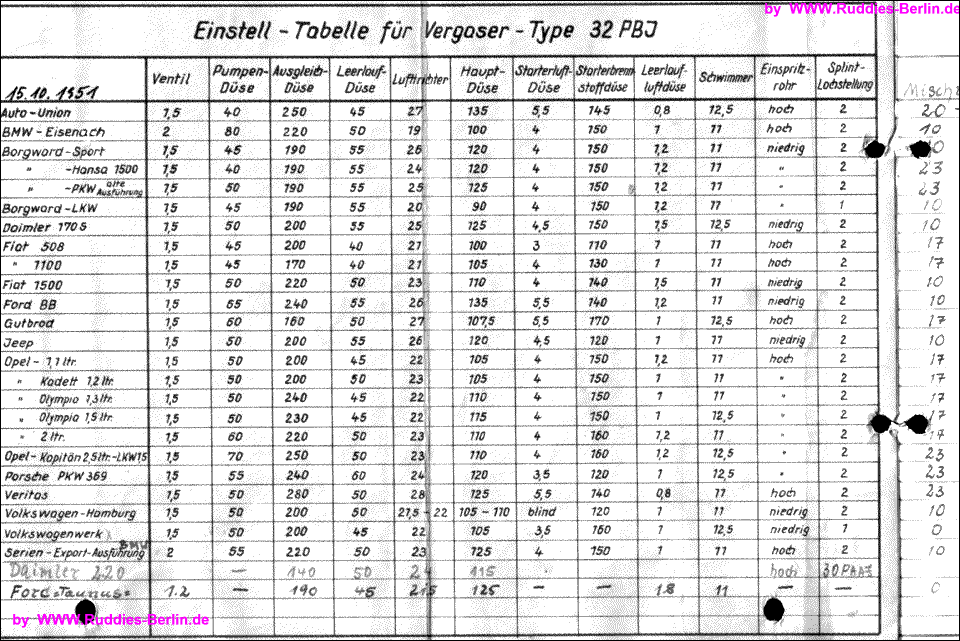 by WWW.Ruddies-Berlin.de
Einstell - Tabelle für Vergaser - Type 32 PBJ
15.10.1951 Ventil Pumpen-Düse Ausgleich-Düse Leerlauf-Düse Lufttrichter Haupt-Düse Starterluft-Düse Starterbrennstoffdüse Leerlauf-luftdüse Schwimmer Einspritz-rohr Splint-Lochstellung
Auto-Union 1,5 40 250 45 27 135 5,5 145 0,8 12,5 hoch 2 20
BMW - Eisenach 2 80 220 50 19 100 4 150 1 11 hoch 2 10
Borgward-Sport 1,5 45 190 55 26 120 4 150 1,2 11 niedrig 2
" -Hansa 1500 1,5 40 190 55 24 120 4 150 1,2 11 " 2 23
" -PKW alte Ausführung 1,5 50 190 55 25 125 4 150 1,2 11 " 2 23
Borgward-LKW 1,5 45 190 55 20 90 4 150 1,2 11 " 1 10
Daimler 170 S 1,5 50 200 55 25 125 4,5 150 1,5 12,5 niedrig 2 10
Fiat 508 1,5 45 200 40 21 100 3 110 1 11 hoch 2 17
" 1100 1,5 45 170 40 21 105 4 130 1 11 hoch 2 17
Fiat 1500 1,5 50 220 50 23 110 4 140 1,5 11 niedrig 2 10
Ford BB 1,5 65 240 55 26 135 5,5 140 1,2 11 niedrig 2 10
Gutbrod 1,5 60 160 50 27 107,5 5,5 170 1 12,5 hoch 2 17
Jeep 1,5 50 200 55 26 120 4,5 120 1 11 niedrig 2 10
Opel - 1,1 ltr. 1,5 50 200 45 22 105 4 150 1,2 11 hoch 2 17
" Kadett 1,2 ltr. 1,5 50 200 50 23 105 4 150 1 11 " 2 17
" Olympia 1,3 ltr. 1,5 50 240 45 22 110 4 150 1 11 " 2 17
" Olympia 1,5 ltr. 1,5 50 230 45 22 115 4 150 1 12,5 " 2 17
" 2 ltr. 1,5 60 220 50 23 110 4 160 1,2 11 " 2 17
Opel-Kapitän 2,5 ltr.-LKW 1,5 1,5 70 250 50 23 110 4 160 1,2 12,5 " 2 23
Porsche PKW 369 1,5 55 240 60 24 120 3,5 120 1 12,5 " 2 23
Veritas 1,5 50 280 50 28 125 5,5 140 0,8 11 hoch 2 23
Volkswagen-Hamburg 1,5 50 200 50 21,5 - 22 105 - 110 blind 120 1 11 niedrig 2 10
Volkswagenwerk 1,5 50 200 45 22 105 3,5 160 1 12,5 niedrig 1 0
Serien-Export-Ausführung BMW 2 55 220 50 23 125 4 150 1 11 hoch 2 10
Daimler 220 — 140 50 24 115 - - hoch 30 PAAJ
Ford "Taunus" 1.2 — 190 45 21,5 125 — — 1.8 11 — — 0
by WWW.Ruddies-Berlin.de